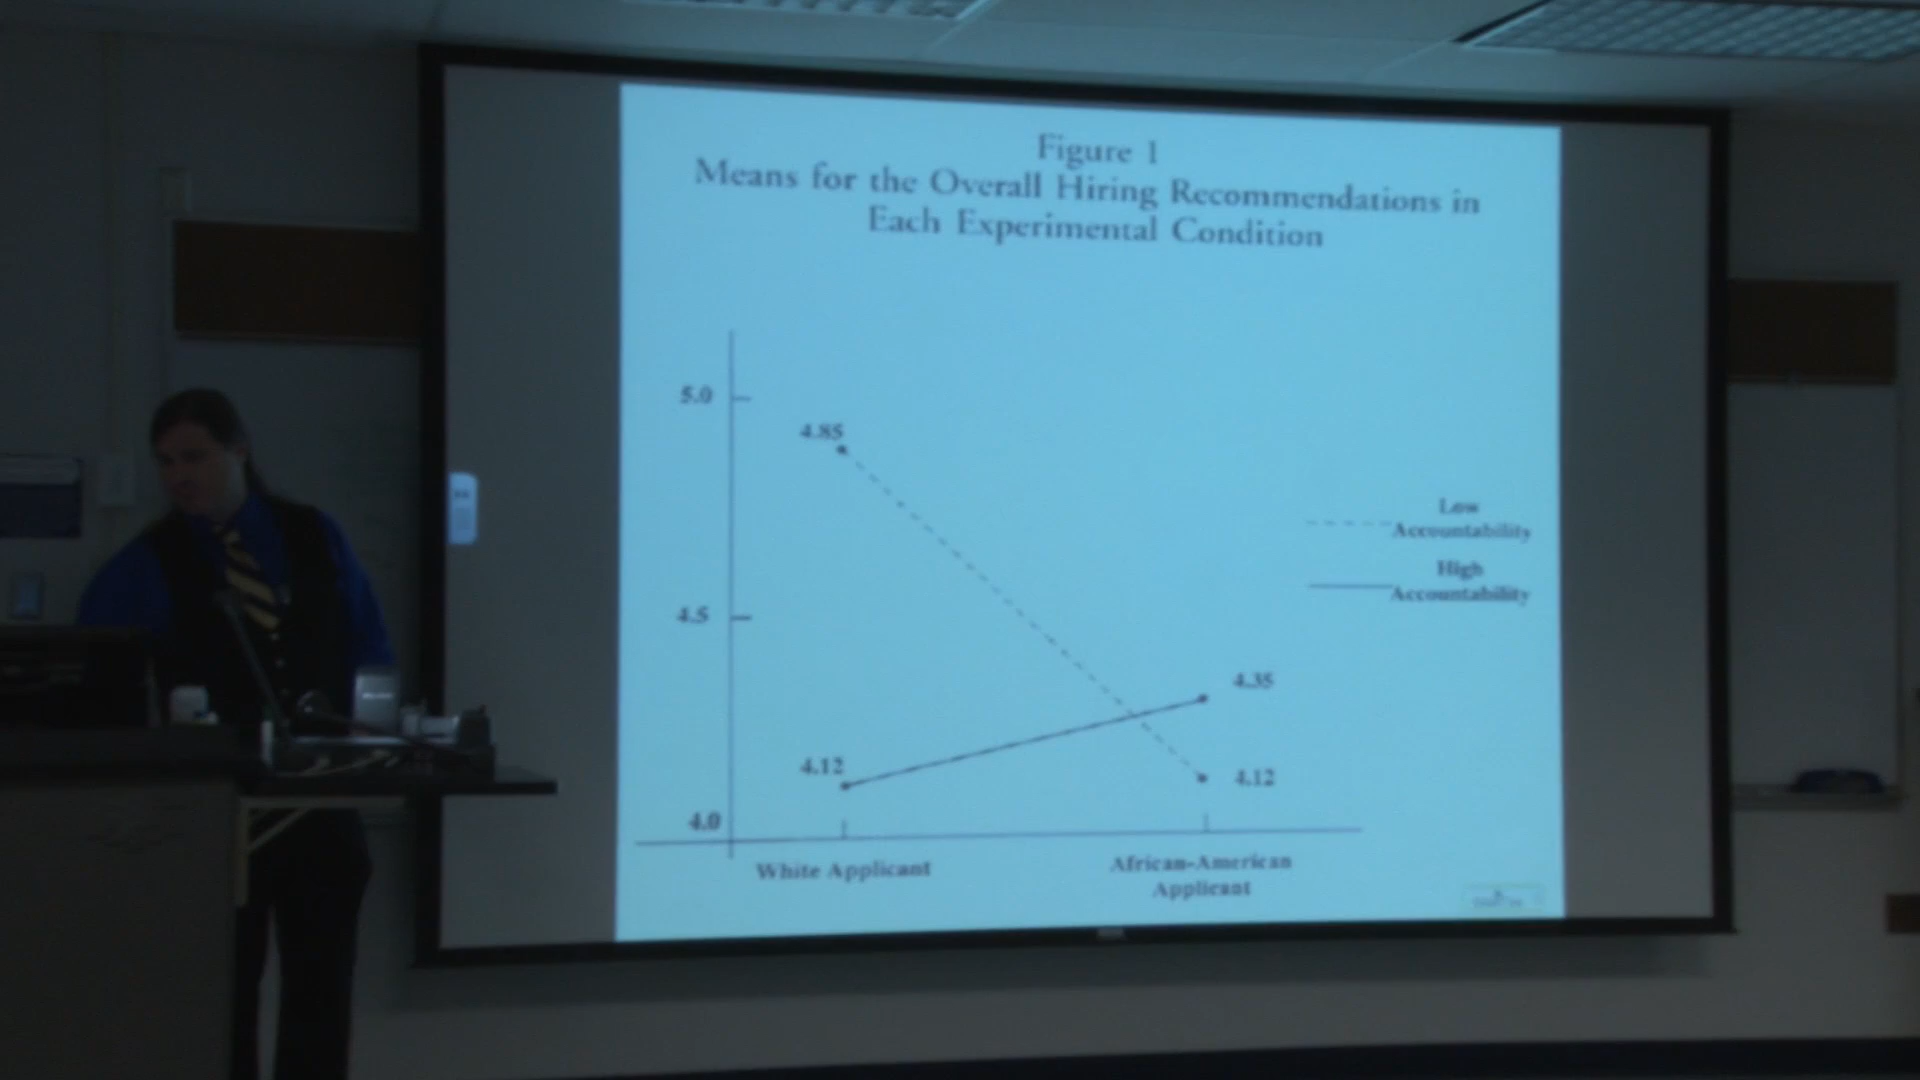 Figure 1
Means for the Overall Hiring Recommendations in
Each Experimental Condition
5.0
4.85
4.5
Low
Accountability
High
Accountability
4.35
4.12
4.12
4.0
White Applicant
African-American
Applicant